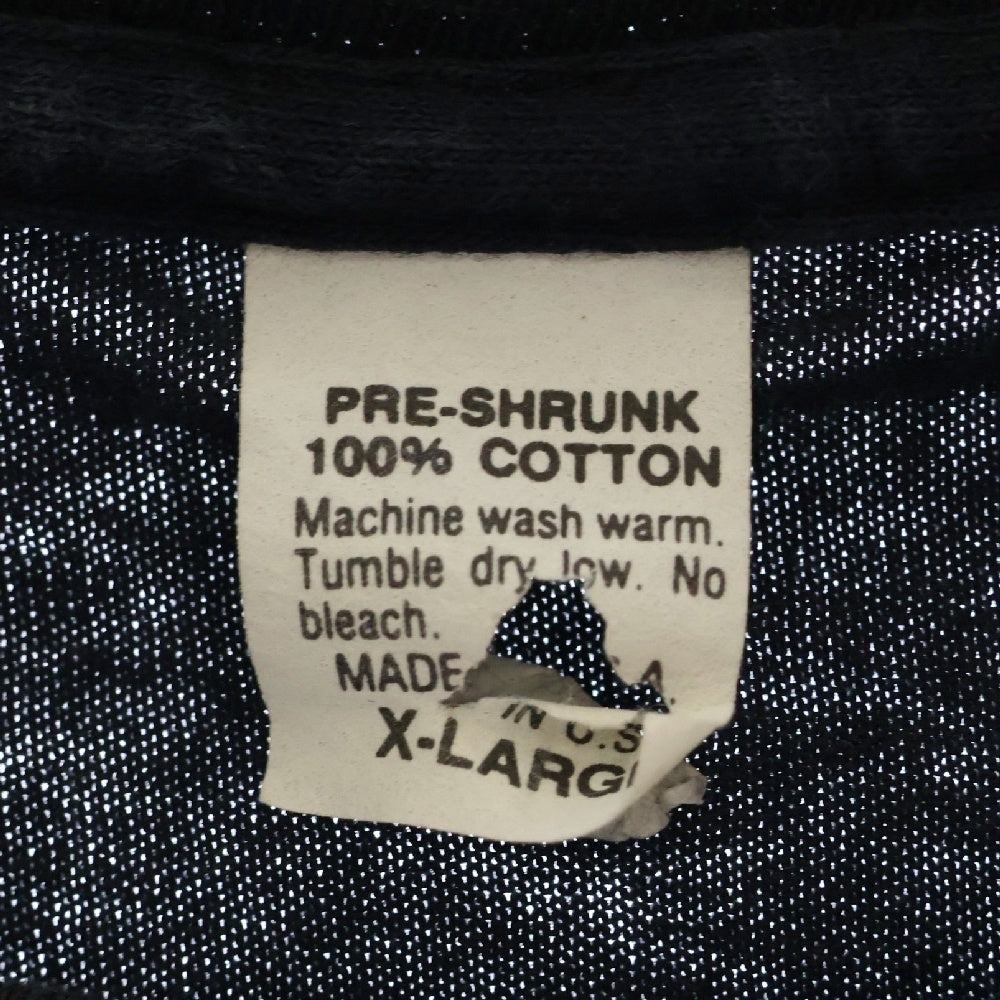 PRE-SHRUNK
100% COTTON
Machine wash warm.
Tumble dry low. No
bleach.
MADE IN U.S.A.
X-LARG